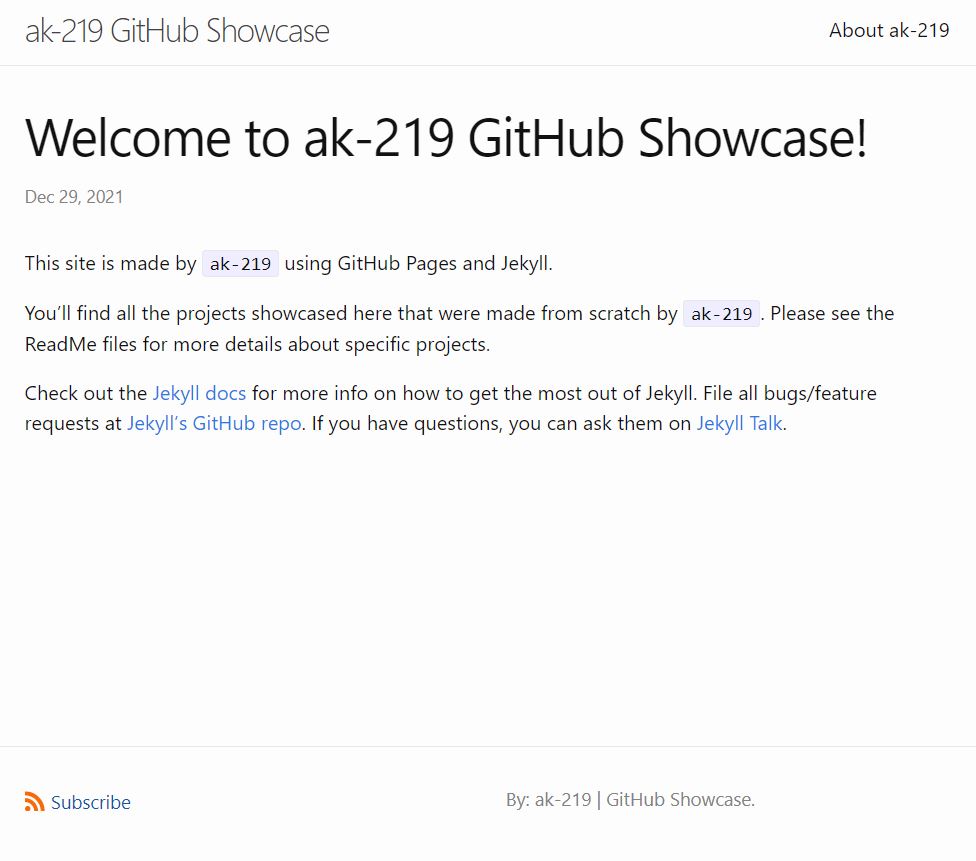 ak-219 GitHub Showcase
About ak-219
Welcome to ak-219 GitHub Showcase!
Dec 29, 2021
This site is made by ak-219 using GitHub Pages and Jekyll.
You’ll find all the projects showcased here that were made from scratch by ak-219. Please see the
ReadMe files for more details about specific projects.
Check out the Jekyll docs for more info on how to get the most out of Jekyll. File all bugs/feature
requests at Jekyll’s GitHub repo. If you have questions, you can ask them on Jekyll Talk.
Subscribe
By: ak-219 | GitHub Showcase.